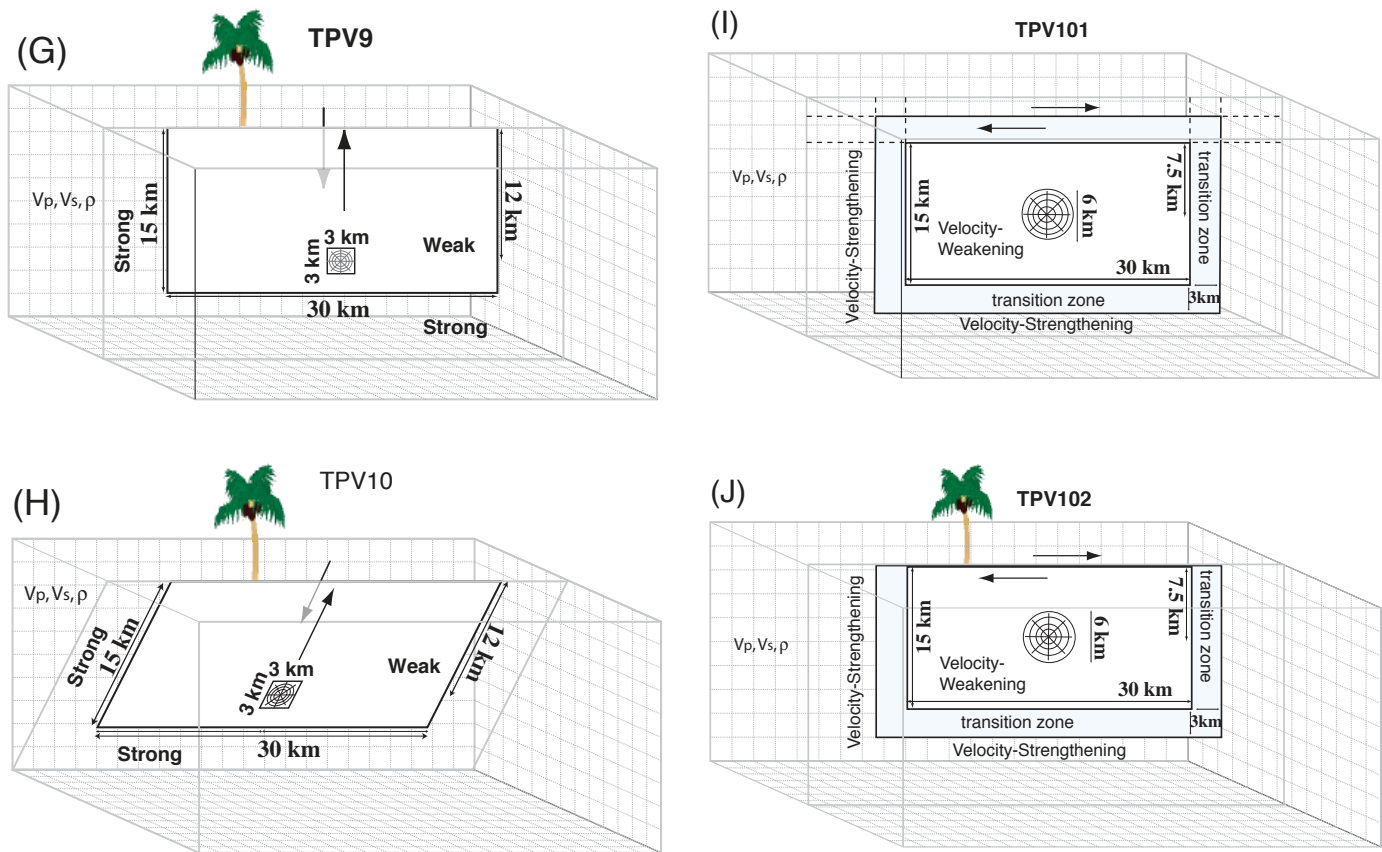 (G)
TPV9
Vp, Vs, ρ
Strong
15 km
12 km
3 km
3 km
Weak
30 km
Strong
(I)
TPV101
Vp, Vs, ρ
Velocity-Strengthening
15 km
Velocity-
Weakening
6 km
7.5 km
transition zone
30 km
transition zone
3km
Velocity-Strengthening
(H)
TPV10
Vp, Vs, ρ
Strong
15 km
12 km
3 km
3 km
Weak
30 km
Strong
(J)
TPV102
Vp, Vs, ρ
Velocity-Strengthening
15 km
Velocity-
Weakening
6 km
7.5 km
transition zone
30 km
transition zone
3km
Velocity-Strengthening